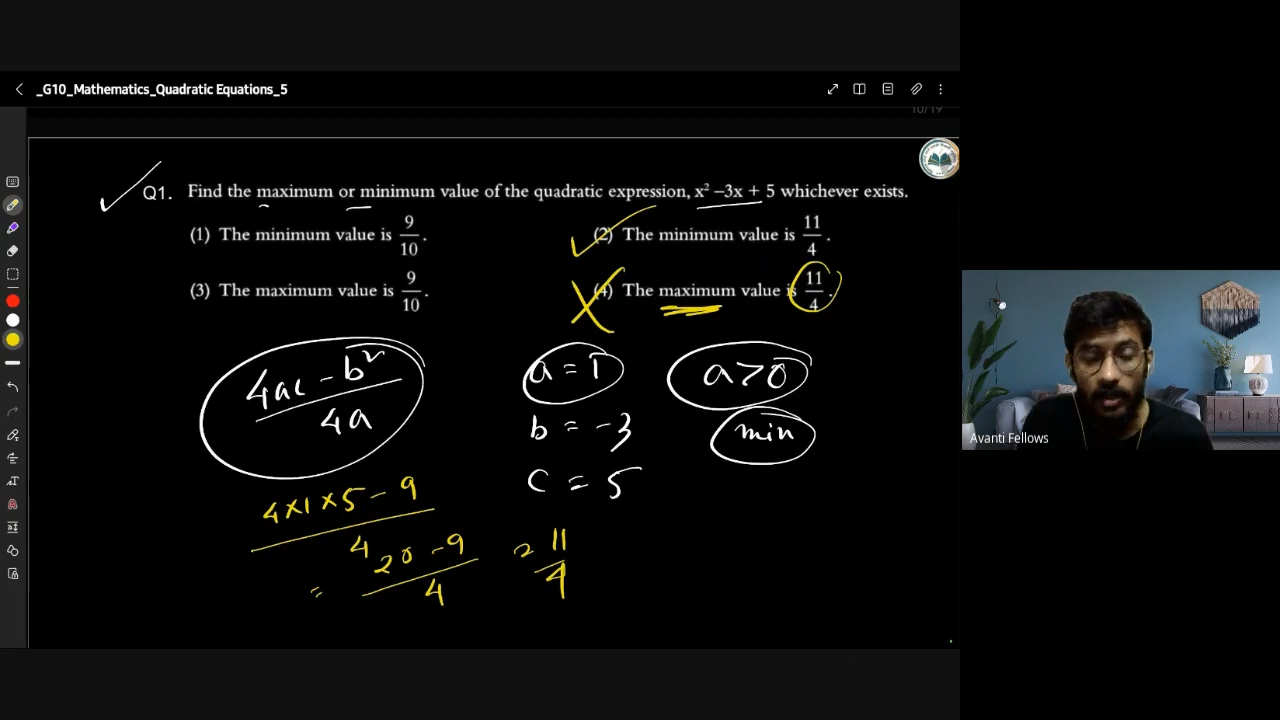 _G10_Mathematics_Quadratic Equations_5
10/19
Q1. Find the maximum or minimum value of the quadratic expression, x² –3x + 5 whichever exists.
(1) The minimum value is 9/10.
(2) The minimum value is 11/4.
(3) The maximum value is 9/10.
(4) The maximum value is 11/4.
4ac - b²/4a
a = 1
a>0
b = -3
min
c = 5
4×1×5-9/4
= 20-9/4 = 11/4
Avanti Fellows